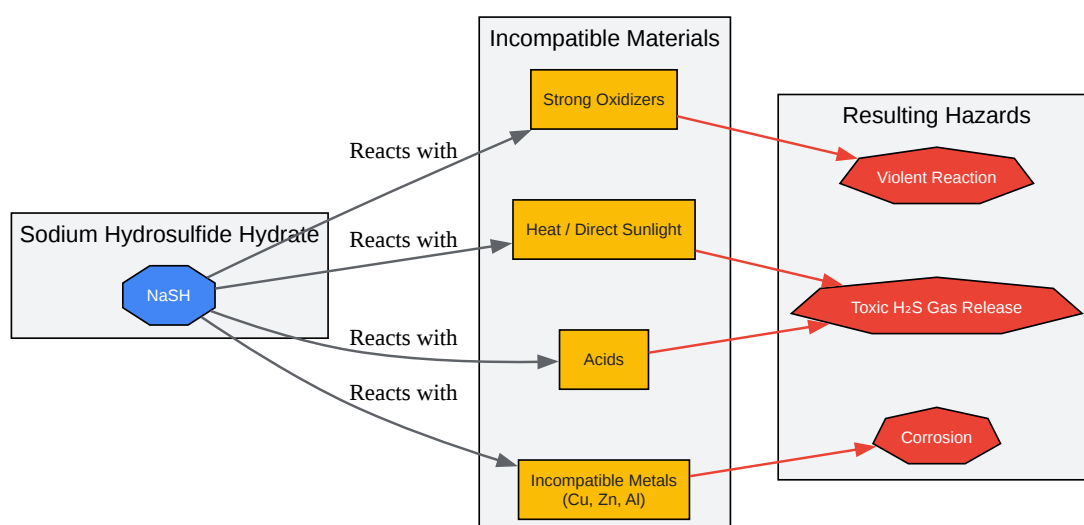 Sodium Hydrosulfide Hydrate
NaSH
Reacts with
Reacts with
Reacts with
Reacts with
Incompatible Materials
Strong Oxidizers
Heat / Direct Sunlight
Acids
Incompatible Metals
(Cu, Zn, Al)
Resulting Hazards
Violent Reaction
Toxic H₂S Gas Release
Corrosion